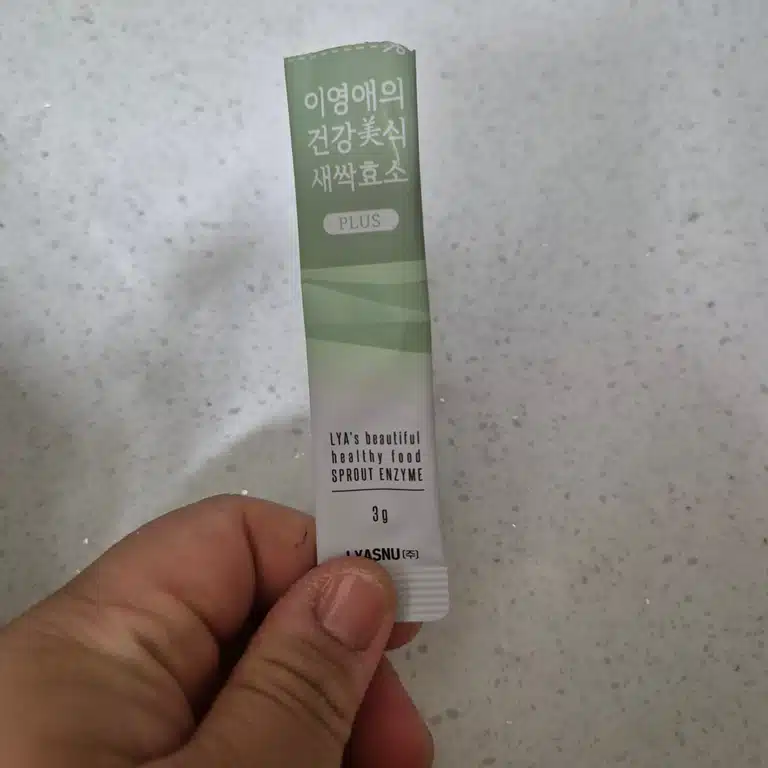 이영애의
건강美식
새싹효소
PLUS
LYA's beautiful
healthy food
SPROUT ENZYME
3g
LYASNU(주)